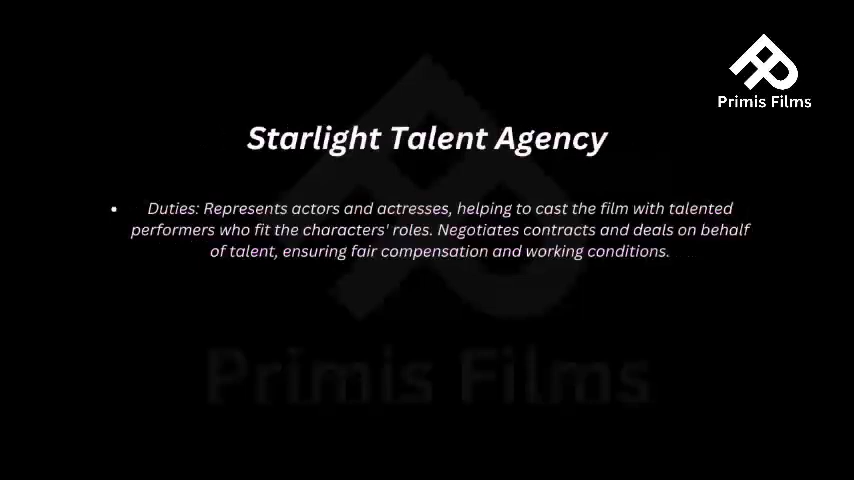 Primis Films
Starlight Talent Agency
• Duties: Represents actors and actresses, helping to cast the film with talented
performers who fit the characters' roles. Negotiates contracts and deals on behalf
of talent, ensuring fair compensation and working conditions.
Primis Films